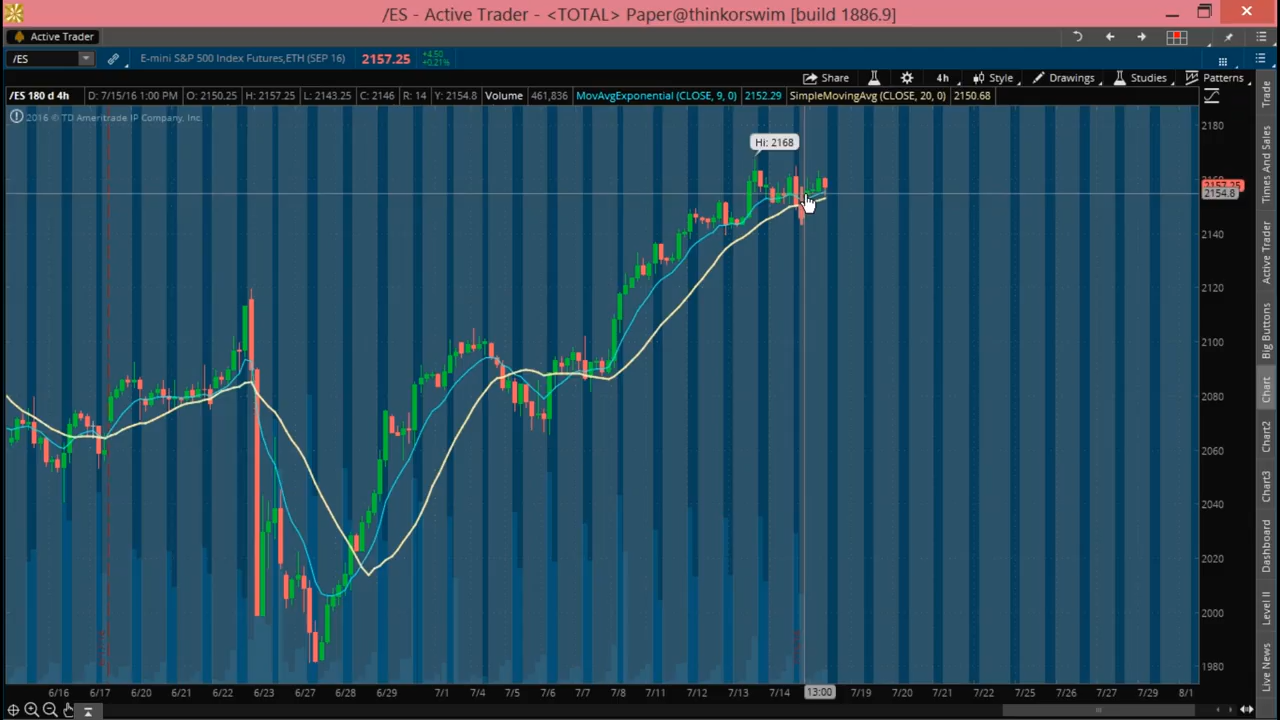 /ES - Active Trader - <TOTAL> Paper@thinkorswim [build 1886.9]
Active Trader
/ES E-mini S&P 500 Index Futures,ETH (SEP 16) 2157.25 +4.50 +0.21%
Share 4h Style Drawings Studies Patterns
/ES 180 d 4h D: 7/15/16 1:00 PM O: 2150.25 H: 2157.25 L: 2143.25 C: 2146 R: 14 Y: 2154.8 Volume 461,836 MovAvgExponential (CLOSE, 9, 0) 2152.29 SimpleMovingAvg (CLOSE, 20, 0) 2150.68
2016 © TD Ameritrade IP Company, Inc.
Hi: 2168
2180
2157.25
2154.8
2140
2120
2100
2080
2060
2040
2020
2000
1980
6/16 6/17 6/20 6/21 6/22 6/23 6/27 6/28 6/29 7/1 7/4 7/5 7/6 7/8 7/11 7/12 7/13 7/14 13:00 7/19 7/20 7/21 7/22 7/25 7/26 7/27 7/29 8/1
Trade
Times And Sales
Active Trader
Big Buttons
Chart
Chart2
Chart3
Dashboard
Level II
Live News